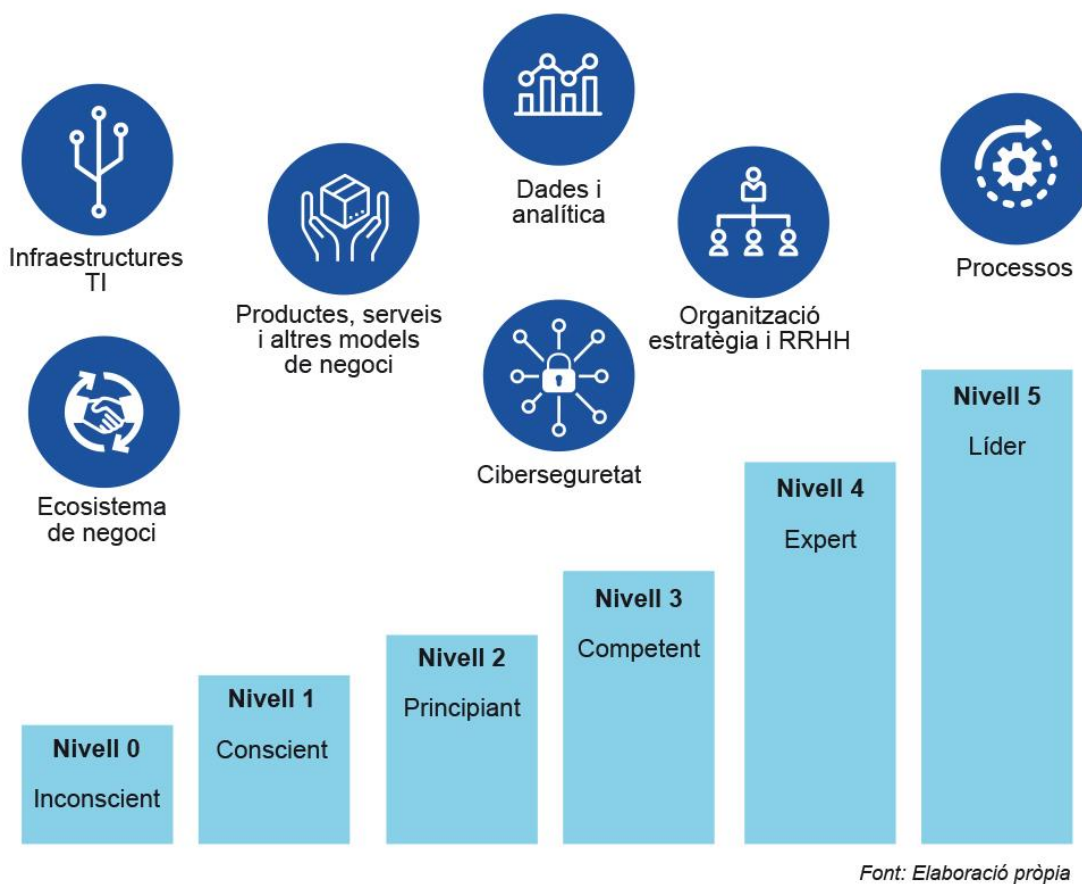 Infraestructures
TI
Productes, serveis
i altres models
de negoci
Dades i
analítica
Organització
estratègia i RRHH
Processos
Ecosistema
de negoci
Ciberseguretat
Nivell 0
Inconscient
Nivell 1
Conscient
Nivell 2
Principiant
Nivell 3
Competent
Nivell 4
Expert
Nivell 5
Líder
Font: Elaboració pròpia